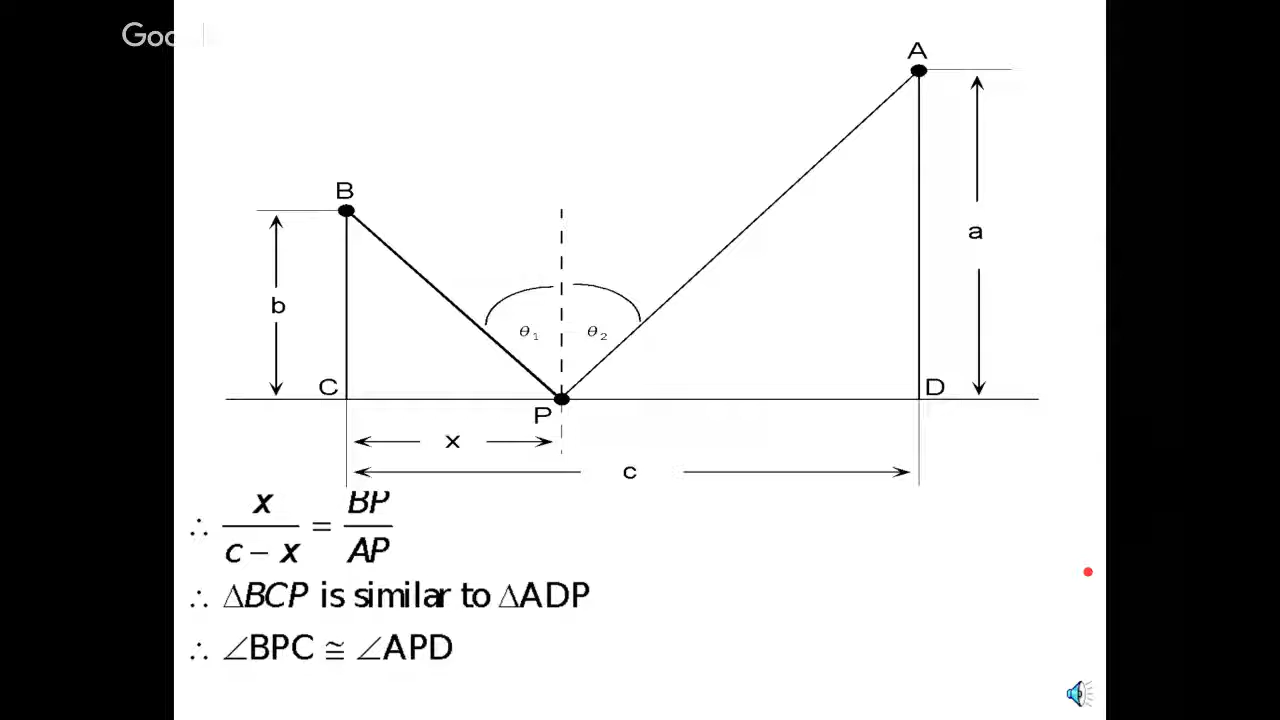 A
B
a
b
θ₁ θ₂
C D
P
x
c
∴ x / (c − x) = BP / AP
∴ ΔBCP is similar to ΔADP
∴ ∠BPC ≅ ∠APD